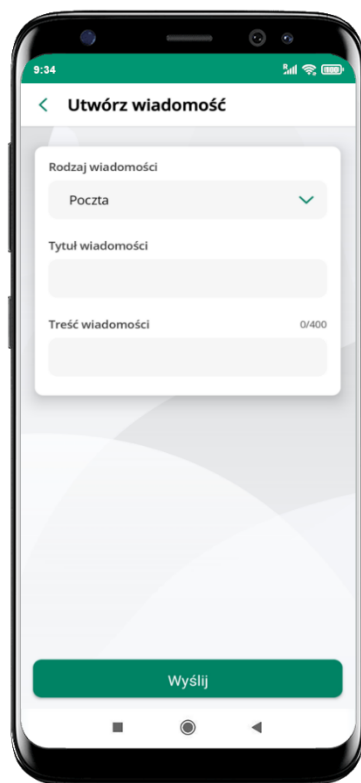 9:34
Utwórz wiadomość
Rodzaj wiadomości
Poczta
Tytuł wiadomości
Treść wiadomości 0/400
Wyślij